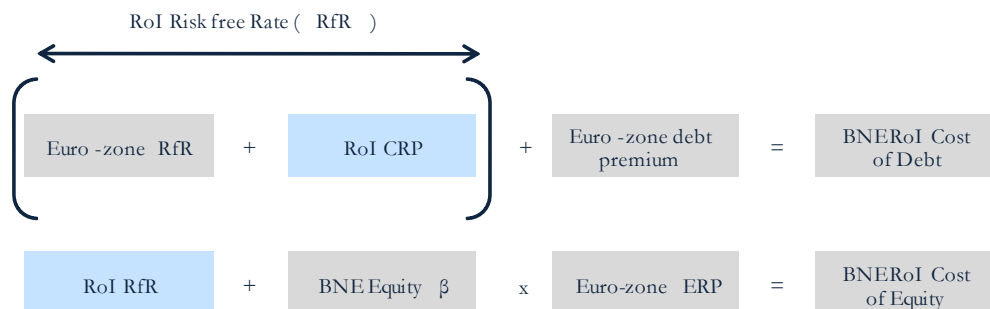 RoI Risk free Rate ( RfR )
Euro -zone RfR + RoI CRP + Euro -zone debt premium = BNERoI Cost of Debt
RoI RfR + BNE Equity β x Euro-zone ERP = BNERoI Cost of Equity